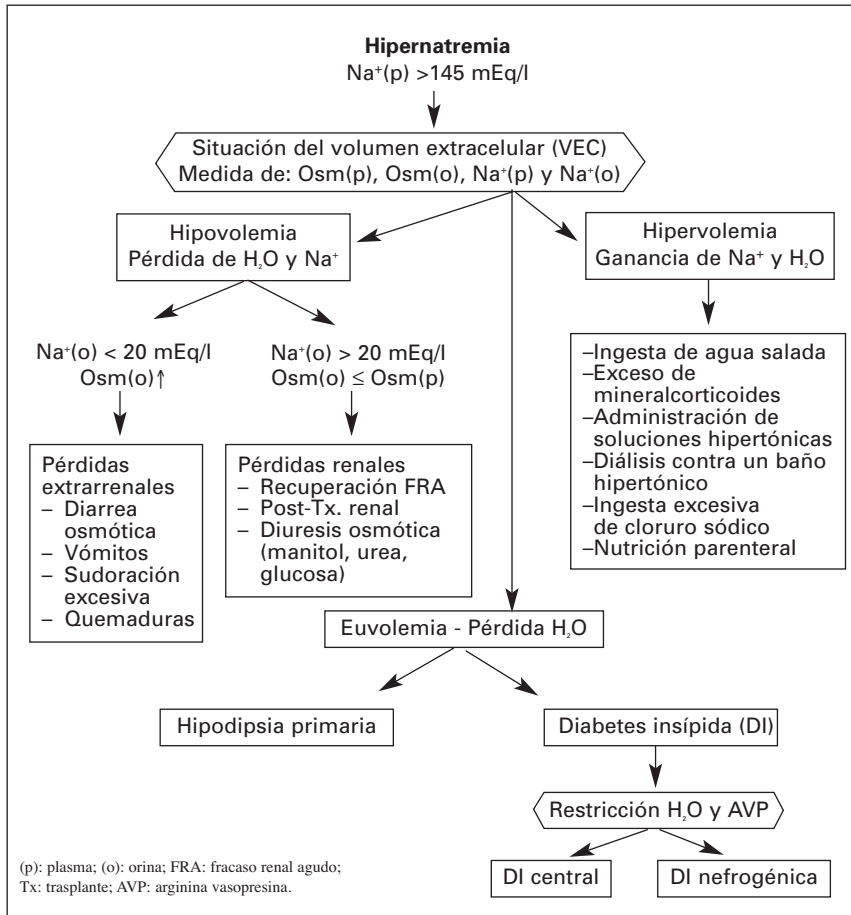 Hipernatremia
Na⁺(p) >145 mEq/l
Situación del volumen extracelular (VEC)
Medida de: Osm(p), Osm(o), Na⁺(p) y Na⁺(o)
Hipovolemia
Pérdida de H₂O y Na⁺
Hipervolemia
Ganancia de Na⁺ y H₂O
Na⁺(o) < 20 mEq/l
Osm(o)↑
Na⁺(o) > 20 mEq/l
Osm(o) ≤ Osm(p)
–Ingesta de agua salada
–Exceso de
mineralcorticoides
–Administración de
soluciones hipertónicas
–Diálisis contra un baño
hipertónico
–Ingesta excesiva
de cloruro sódico
–Nutrición parenteral
Pérdidas
extrarrenales
– Diarrea
osmótica
– Vómitos
– Sudoración
excesiva
– Quemaduras
Pérdidas renales
– Recuperación FRA
– Post-Tx. renal
– Diuresis osmótica
(manitol, urea,
glucosa)
Euvolemia - Pérdida H₂O
Hipodipsia primaria
Diabetes insípida (DI)
Restricción H₂O y AVP
DI central
DI nefrogénica
(p): plasma; (o): orina; FRA: fracaso renal agudo;
Tx: trasplante; AVP: arginina vasopresina.